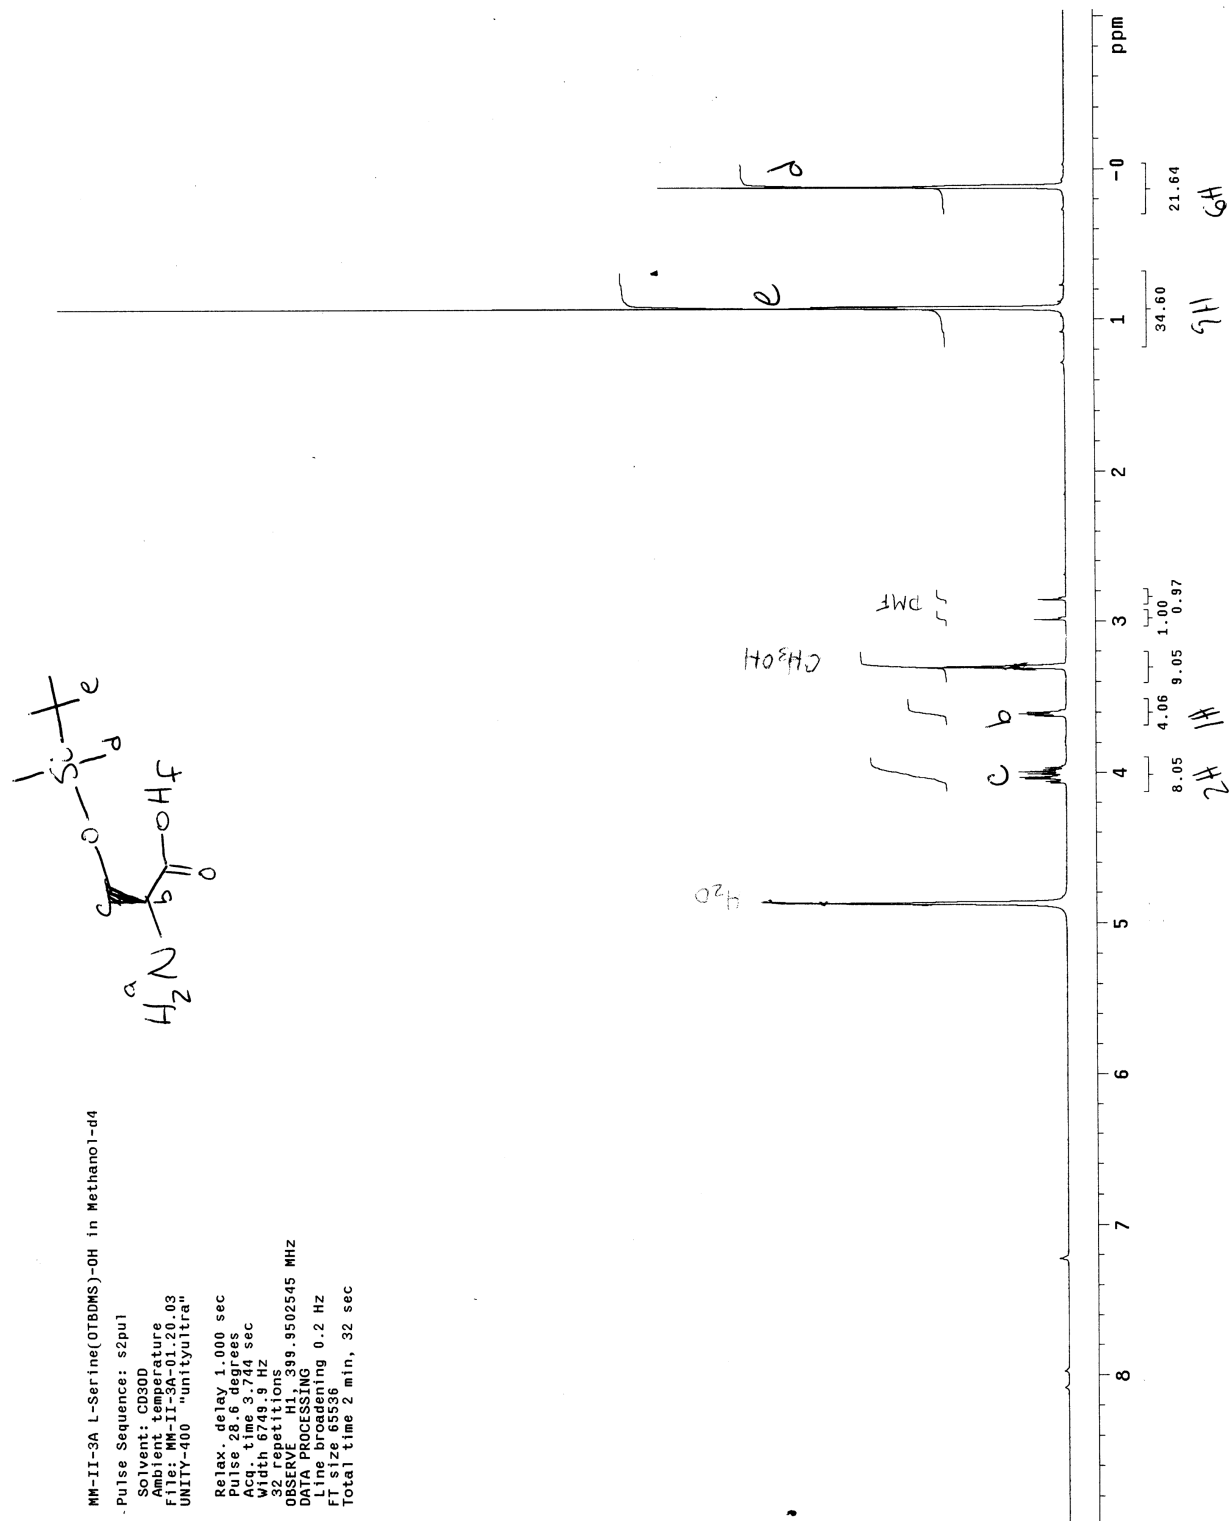 MM-II-3A L-Serine(OTBDMS)-OH in Methanol-d4
Pulse Sequence: s2pul
Solvent: CD3OD
Ambient temperature
File: MM-II-3A-01.20.03
UNITY-400 "unityultra"
Relax. delay 1.000 sec
Pulse 28.6 degrees
Acq. time 3.744 sec
Width 6749.9 Hz
32 repetitions
OBSERVE H1, 399.9502545 MHz
DATA PROCESSING
Line broadening 0.2 Hz
FT size 65536
Total time 2 min, 32 sec
a
H2N
b
c
O
OH f
O
Si
d
e
H2O
c
b
CH3OH
DMF
e
d
8 7 6 5 4 3 2 1 -0 ppm
8.05 4.06 9.05 1.00 0.97 34.60 21.64
2H 1H 9H 6H